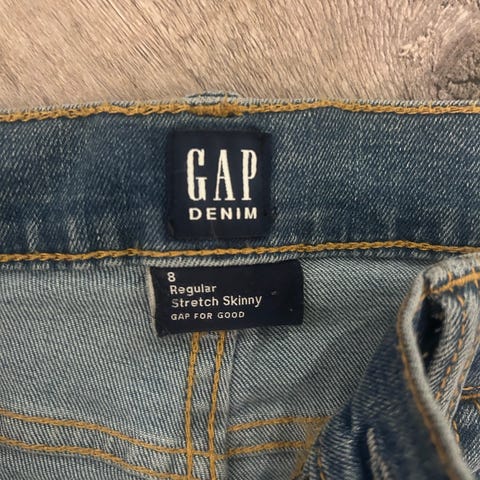 GAP
DENIM
8
Regular
Stretch Skinny
GAP FOR GOOD